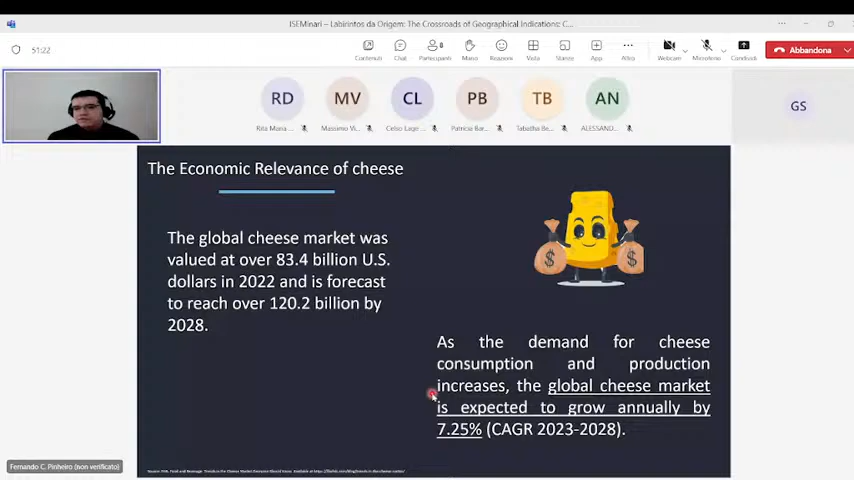 ISEMinari - Labirintos da Origem: The Crossroads of Geographical Indications: C...
51:22
Contenuti
Chat
Partecipanti
8
Mano
Reazioni
Vista
Stanze
App
Altro
Webcam
Microfono
Condividi
Abbandona
RD
MV
CL
PB
TB
AN
GS
Rita Maria ...
Massimo Vi...
Celso Lage ...
Patricia Bar...
Tabatha Be...
ALESSAND...
The Economic Relevance of cheese
The global cheese market was
valued at over 83.4 billion U.S.
dollars in 2022 and is forecast
to reach over 120.2 billion by
2028.
$ $
As the demand for cheese
consumption and production
increases, the global cheese market
is expected to grow annually by
7.25% (CAGR 2023-2028).
Fernando C. Pinheiro (non verificato)